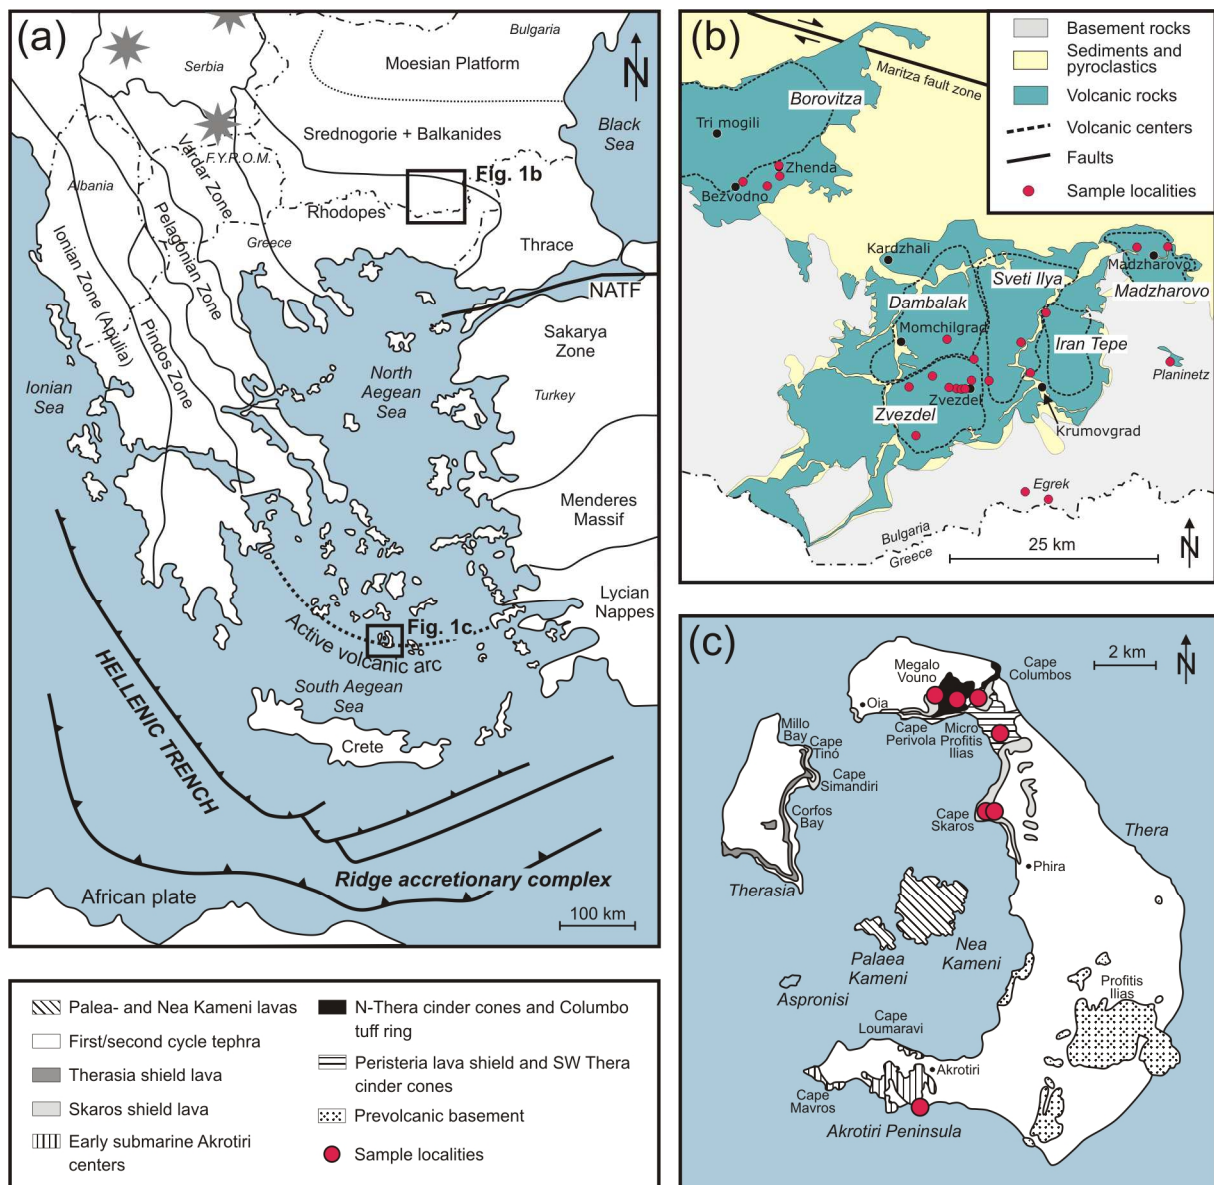 (a)
Bulgaria
Serbia
Moesian Platform
N
Srednogorie + Balkanides
Black
Sea
F.Y.R.O.M.
Vardar Zone
Albania
Fig. 1b
Rhodopes
Pelagonian Zone
Greece
Thrace
Ionian Zone (Apulia)
NATF
Pindos Zone
Sakarya
Zone
North
Aegean
Sea
Ionian
Sea
Turkey
Menderes
Massif
Lycian
Nappes
Fig. 1c
Active volcanic arc
HELLENIC TRENCH
South Aegean
Sea
Crete
Ridge accretionary complex
African plate
100 km
(b)
Maritza fault zone
Basement rocks
Sediments and
pyroclastics
Volcanic rocks
Volcanic centers
Faults
Sample localities
Borovitza
Tri mogili
Zhenda
Bezvodno
Kardzhali
Sveti Ilya
Madzharovo
Madzharovo
Dambalak
Momchilgrad
Iran Tepe
Planinetz
Zvezdel
Zvezdel
Krumovgrad
Egrek
Bulgaria
Greece
25 km
N
(c)
2 km
N
Megalo
Vouno
Cape
Columbos
Oia
Cape
Perivola
Micro
Profitis
Ilias
Millo
Bay
Cape
Tino
Cape
Simandiri
Corfos
Bay
Cape
Skaros
Thera
Phira
Therasia
Nea
Kameni
Palaea
Kameni
Aspronisi
Profitis
Ilias
Cape
Loumaravi
Akrotiri
Cape
Mavros
Akrotiri Peninsula
Palea- and Nea Kameni lavas
First/second cycle tephra
Therasia shield lava
Skaros shield lava
Early submarine Akrotiri
centers
N-Thera cinder cones and Columbo
tuff ring
Peristeria lava shield and SW Thera
cinder cones
Prevolcanic basement
Sample localities